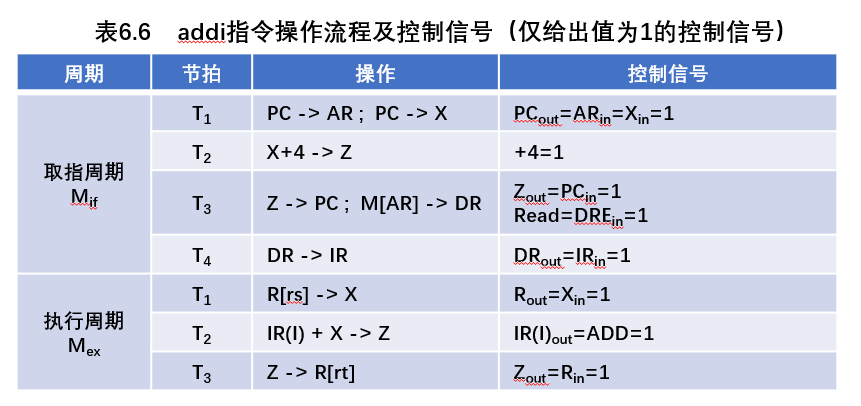 表6.6 addi指令操作流程及控制信号（仅给出值为1的控制信号）
周期 节拍 操作 控制信号
取指周期 Mif
T1 PC -> AR ; PC -> X PCout=ARin=Xin=1
T2 X+4 -> Z +4=1
T3 Z -> PC ; M[AR] -> DR Zout=PCin=1
Read=DREin=1
T4 DR -> IR DRout=IRin=1
执行周期 Mex
T1 R[rs] -> X Rout=Xin=1
T2 IR(I) + X -> Z IR(I)out=ADD=1
T3 Z -> R[rt] Zout=Rin=1